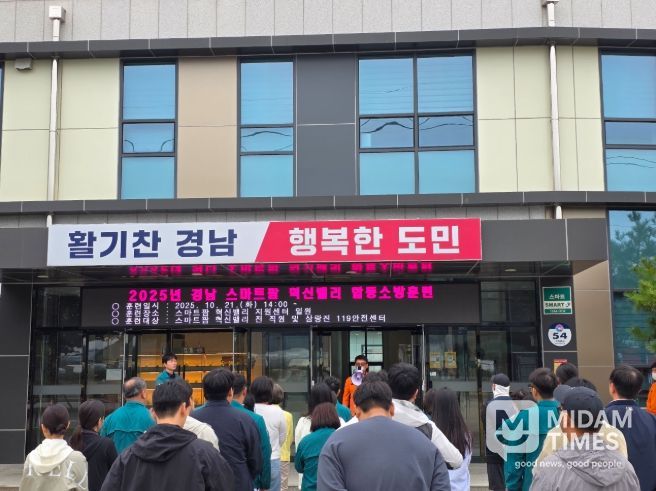 MIDAM
TIMES
활기찬 경남 행복한 도민
2025년 경남 스마트팜 혁신밸리 합동소방훈련
○ 훈련일시 : 2025. 10. 21.(화) 14:00 ~
○ 훈련장소 : 스마트팜 혁신밸리 지원센터 일원
○ 훈련대상 : 스마트팜 혁신밸리 전 직원 및 삼랑진 119안전센터
스마트
SMART
54
MIDAM
TIMES
good news, good people